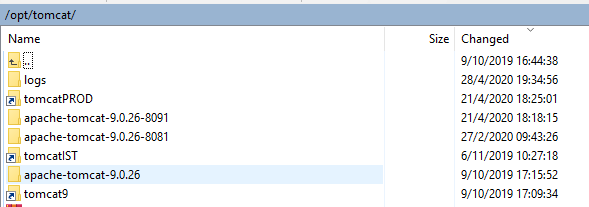 /opt/tomcat/
Name Size Changed
.. 9/10/2019 16:44:38
logs 28/4/2020 19:34:56
tomcatPROD 21/4/2020 18:25:01
apache-tomcat-9.0.26-8091 21/4/2020 18:18:15
apache-tomcat-9.0.26-8081 27/2/2020 09:43:26
tomcatIST 6/11/2019 10:27:18
apache-tomcat-9.0.26 9/10/2019 17:15:52
tomcat9 9/10/2019 17:09:34